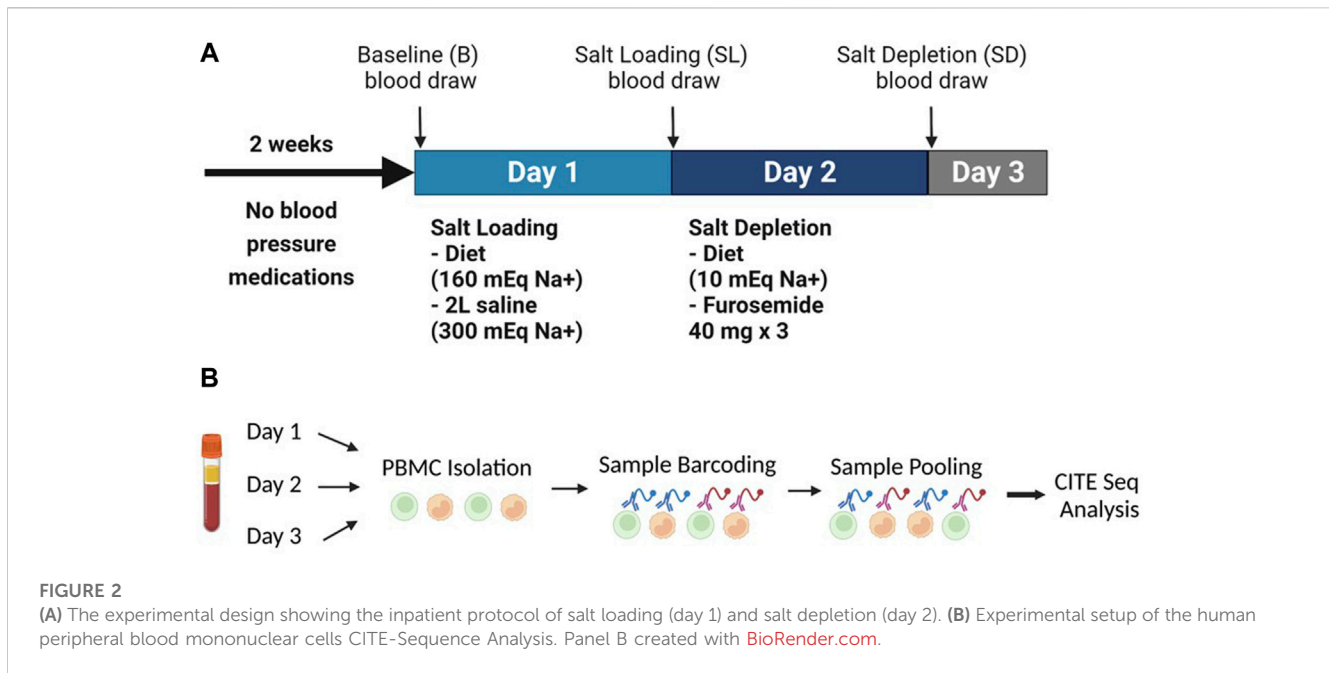 A
Baseline (B)
blood draw
Salt Loading (SL)
blood draw
Salt Depletion (SD)
blood draw
2 weeks
No blood
pressure
medications
Day 1
Day 2
Day 3
Salt Loading
- Diet
(160 mEq Na+)
- 2L saline
(300 mEq Na+)
Salt Depletion
- Diet
(10 mEq Na+)
- Furosemide
40 mg x 3
B
Day 1
Day 2
Day 3
PBMC Isolation
Sample Barcoding
Sample Pooling
CITE Seq
Analysis
FIGURE 2
(A) The experimental design showing the inpatient protocol of salt loading (day 1) and salt depletion (day 2). (B) Experimental setup of the human
peripheral blood mononuclear cells CITE-Sequence Analysis. Panel B created with BioRender.com.